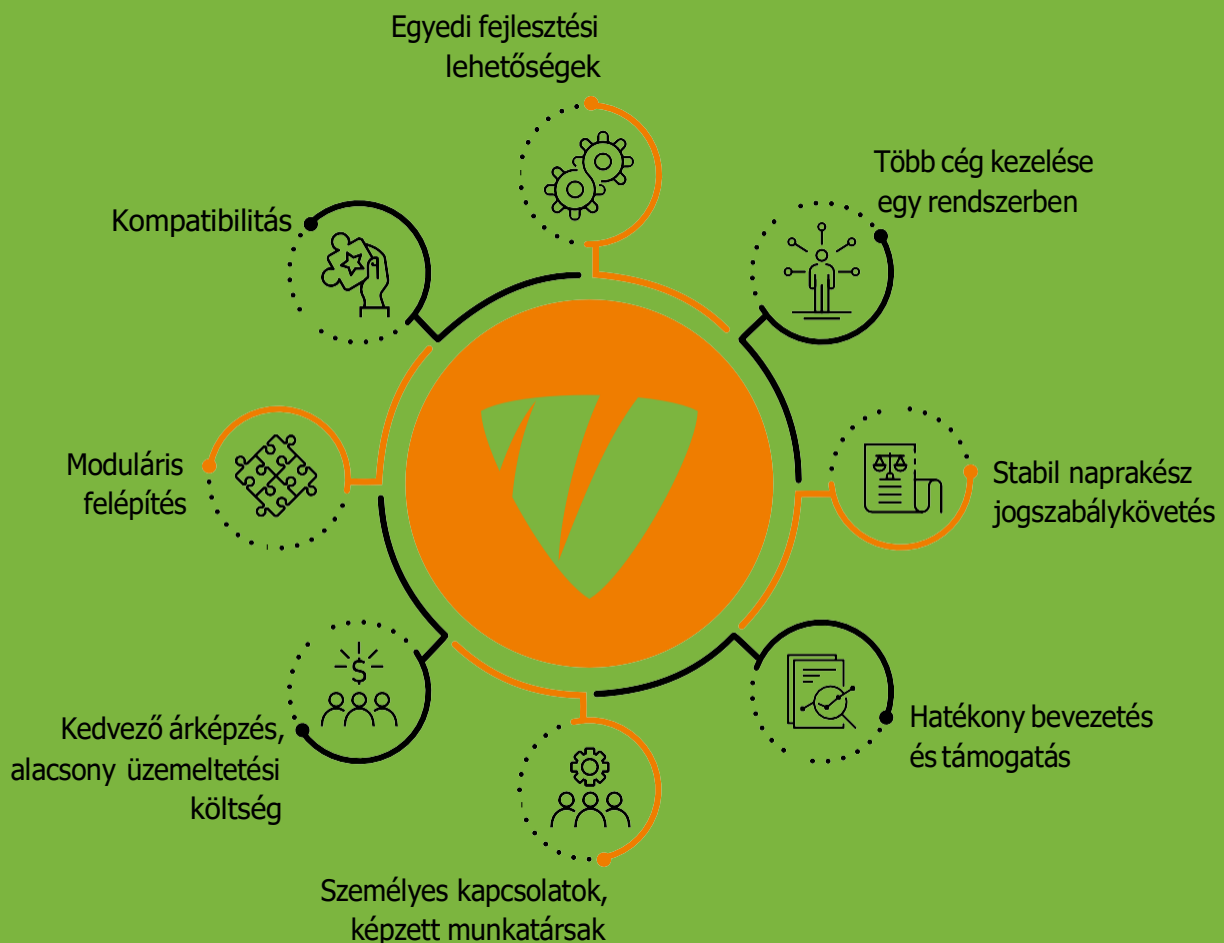 Egyedi fejlesztési
lehetőségek
Több cég kezelése
egy rendszerben
Kompatibilitás
Moduláris
felépítés
Stabil naprakész
jogszabálykövetés
Kedvező árképzés,
alacsony üzemeltetési
költség
Hatékony bevezetés
és támogatás
Személyes kapcsolatok,
képzett munkatársak